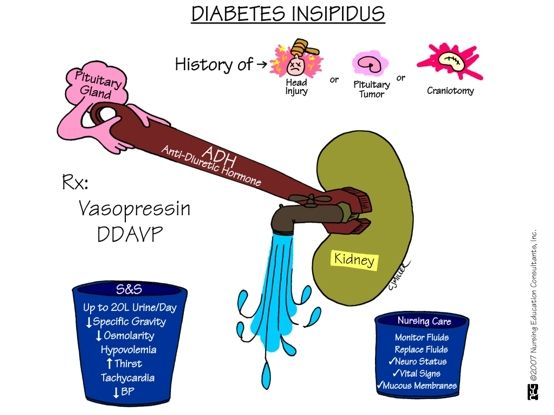 DIABETES INSIPIDUS
History of →
Head
Injury
or
Pituitary
Tumor
or
Craniotomy
Pituitary
Gland
ADH
Anti-Diuretic Hormone
Rx:
Vasopressin
DDAVP
Kidney
C.Miller
S&S
Up to 20L Urine/Day
↓Specific Gravity
↓Osmolarity
Hypovolemia
↑Thirst
Tachycardia
↓BP
Nursing Care
Monitor Fluids
Replace Fluids
✓Neuro Status
✓Vital Signs
✓Mucous Membranes
©2007 Nursing Education Consultants, Inc.